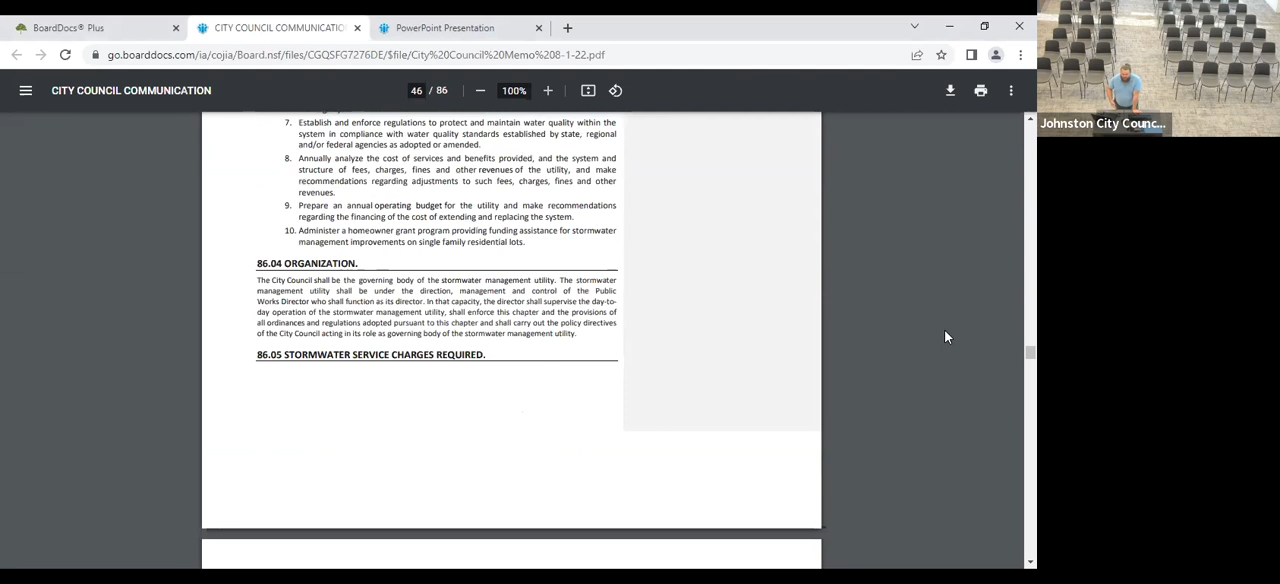 BoardDocs® Plus
CITY COUNCIL COMMUNICATION
PowerPoint Presentation
go.boarddocs.com/ia/cojia/Board.nsf/files/CGQSFG7276DE/$file/City%20Council%20Memo%208-1-22.pdf
CITY COUNCIL COMMUNICATION
46 / 86
100%
7. Establish and enforce regulations to protect and maintain water quality within the
system in compliance with water quality standards established by state, regional
and/or federal agencies as adopted or amended.
8. Annually analyze the cost of services and benefits provided, and the system and
structure of fees, charges, fines and other revenues of the utility, and make
recommendations regarding adjustments to such fees, charges, fines and other
revenues.
9. Prepare an annual operating budget for the utility and make recommendations
regarding the financing of the cost of extending and replacing the system.
10. Administer a homeowner grant program providing funding assistance for stormwater
management improvements on single family residential lots.
86.04 ORGANIZATION.
The City Council shall be the governing body of the stormwater management utility. The stormwater
management utility shall be under the direction, management and control of the Public
Works Director who shall function as its director. In that capacity, the director shall supervise the day-to-
day operation of the stormwater management utility, shall enforce this chapter and the provisions of
all ordinances and regulations adopted pursuant to this chapter and shall carry out the policy directives
of the City Council acting in its role as governing body of the stormwater management utility.
86.05 STORMWATER SERVICE CHARGES REQUIRED.
Johnston City Counc...